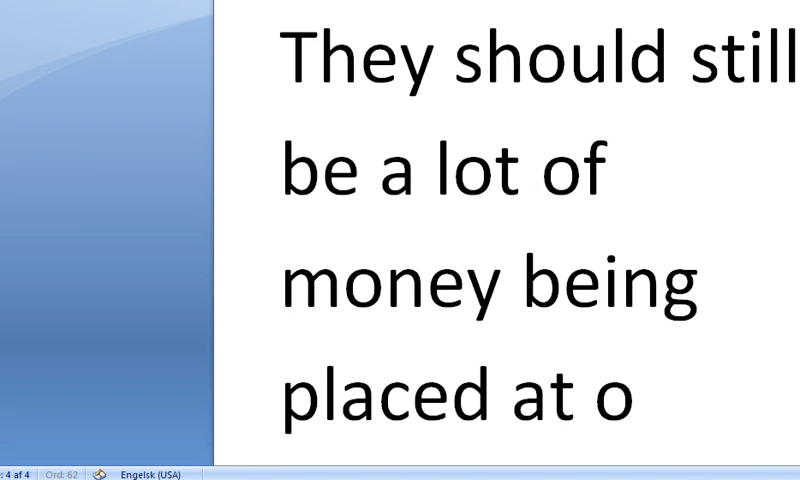 They should still
be a lot of
money being
placed at o
: 4 af 4 Ord: 62 Engelsk (USA)